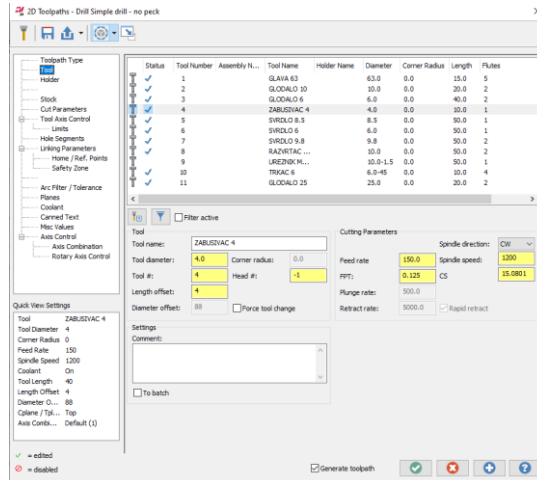 2D Toolpaths - Drill Simple drill - no peck
Toolpath Type
Tool
Holder
Stock
Cut Parameters
Tool Axis Control
Limits
Hole Segments
Linking Parameters
Home / Ref. Points
Safety Zone
Arc Filter / Tolerance
Planes
Coolant
Canned Text
Misc Values
Axis Control
Axis Combination
Rotary Axis Control
Status Tool Number Assembly N... Tool Name Holder Name Diameter Corner Radius Length Flutes
1 GLAVA 63 63.0 0.0 15.0 5
2 GLODALO 10 10.0 0.0 20.0 2
3 GLODALO 6 6.0 0.0 40.0 2
4 ZABUSIVAC 4 4.0 0.0 10.0 1
5 SVRDLO 8.5 8.5 0.0 50.0 1
6 SVRDLO 6 6.0 0.0 50.0 1
7 SVRDLO 9.8 9.8 0.0 50.0 2
8 RAZVRTAC ... 10.0 0.0 50.0 2
9 UREZNIK M... 10.0-1.5 0.0 50.0 1
10 TRKAC 6 6.0-45 0.0 10.0 4
11 GLODALO 25 25.0 0.0 20.0 2
Filter active
Tool
Tool name: ZABUSIVAC 4
Tool diameter: 4.0 Corner radius: 0.0
Tool #: 4 Head #: -1
Length offset: 4
Diameter offset: 88 Force tool change
Cutting Parameters
Spindle direction: CW
Feed rate 150.0 Spindle speed: 1200
FPT: 0.125 CS 15.0801
Plunge rate: 500.0
Retract rate: 5000.0 Rapid retract
Settings
Comment:
To batch
Quick View Settings
Tool ZABUSIVAC 4
Tool Diameter 4
Corner Radius 0
Feed Rate 150
Spindle Speed 1200
Coolant On
Tool Length 40
Length Offset 4
Diameter O... 88
Cplane / Tpl... Top
Axis Combi... Default (1)
= edited
= disabled
Generate toolpath